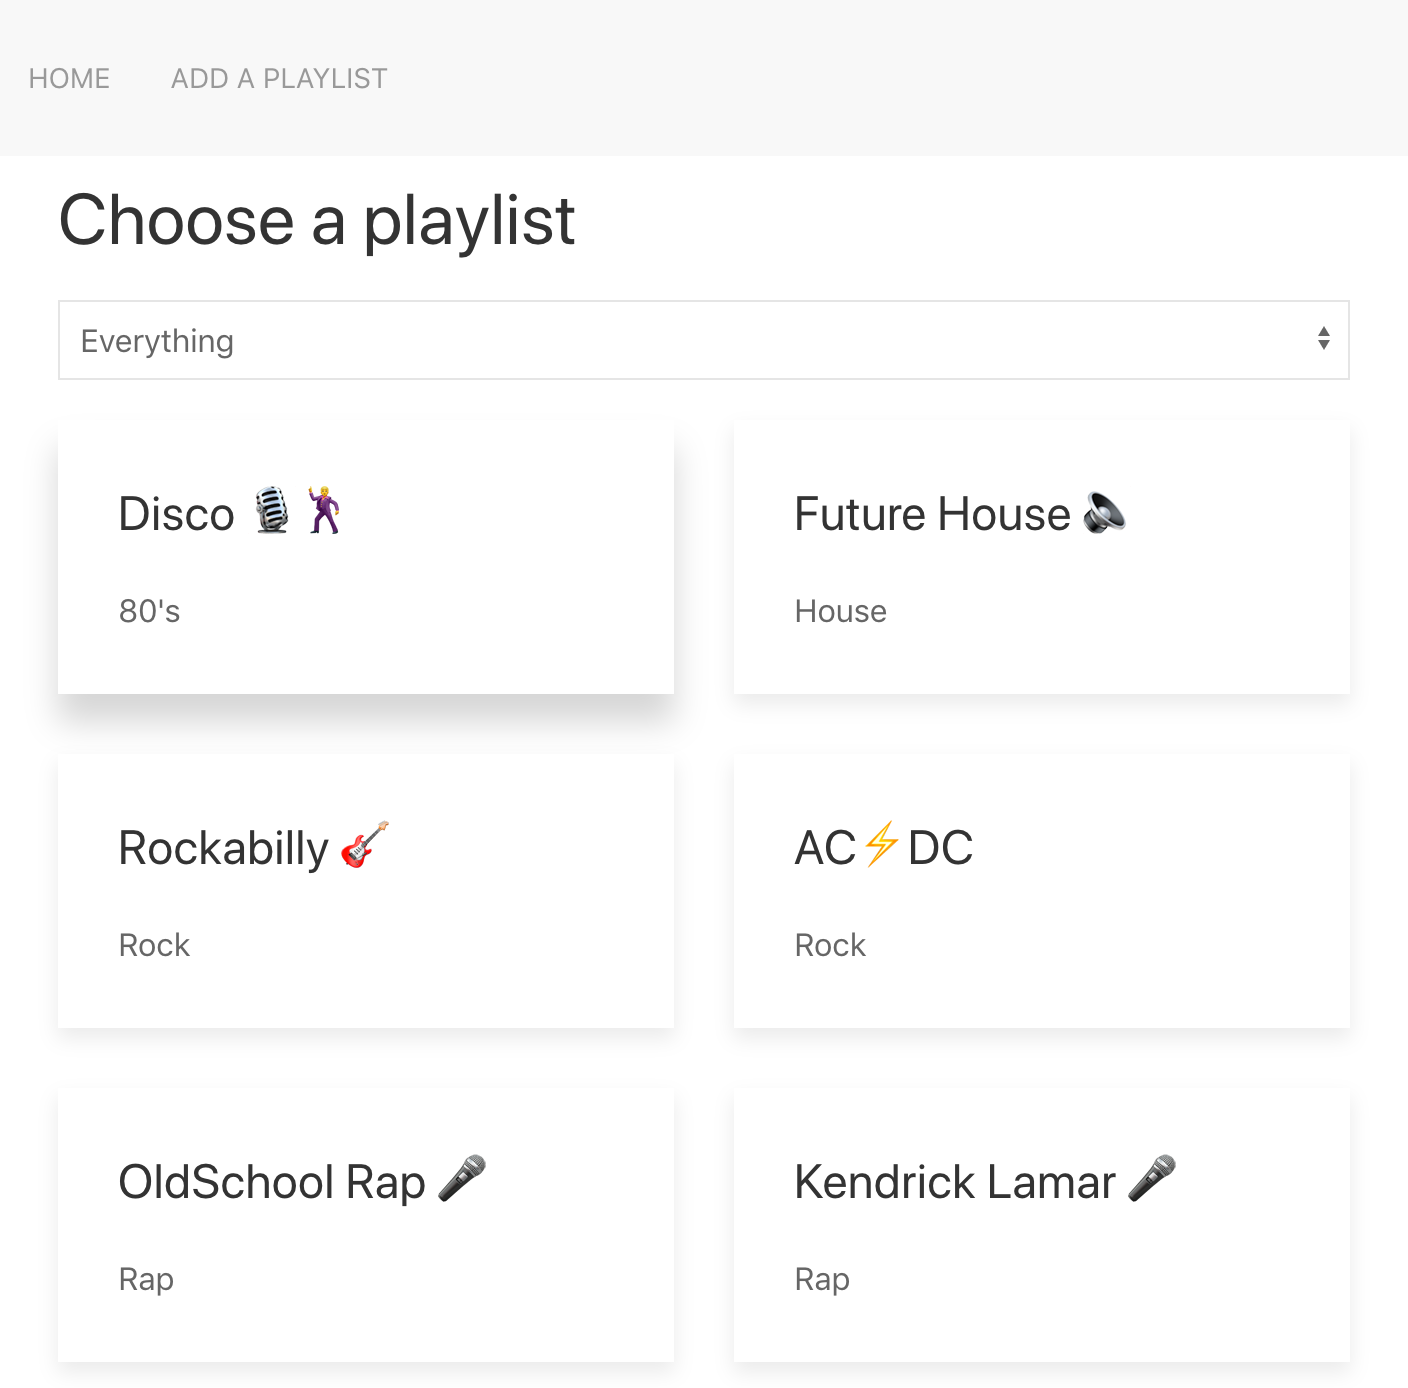 HOME ADD A PLAYLIST
Choose a playlist
Everything
Disco 🎙️🕺
80's
Future House 🔈
House
Rockabilly 🎸
Rock
AC⚡DC
Rock
OldSchool Rap 🎤
Rap
Kendrick Lamar 🎤
Rap